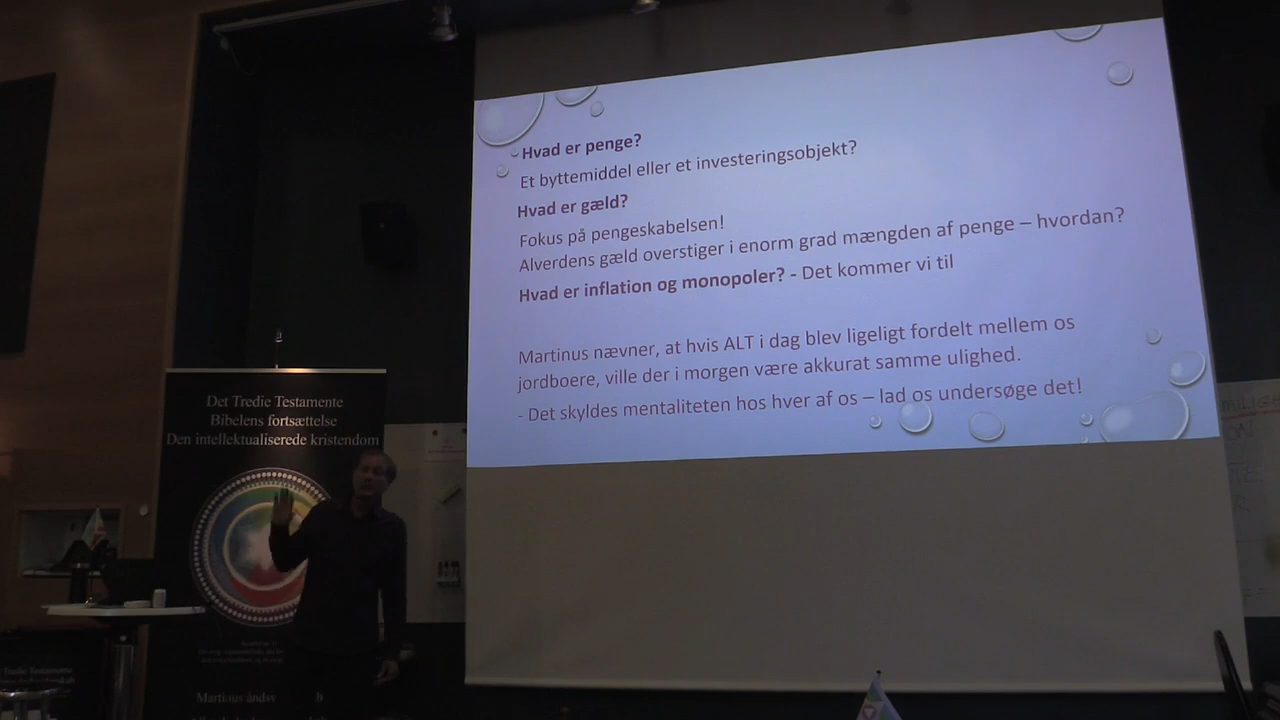 Hvad er penge?
Et byttemiddel eller et investeringsobjekt?
Hvad er gæld?
Fokus på pengeskabelsen!
Alverdens gæld overstiger i enorm grad mængden af penge – hvordan?
Hvad er inflation og monopoler? - Det kommer vi til
Martinus nævner, at hvis ALT i dag blev ligeligt fordelt mellem os
jordboere, ville der i morgen være akkurat samme ulighed.
- Det skyldes mentaliteten hos hver af os – lad os undersøge det!
Det Tredie Testamente
Bibelens fortsættelse
Den intellektualiserede kristendom
Martinus
Tredie Testamente